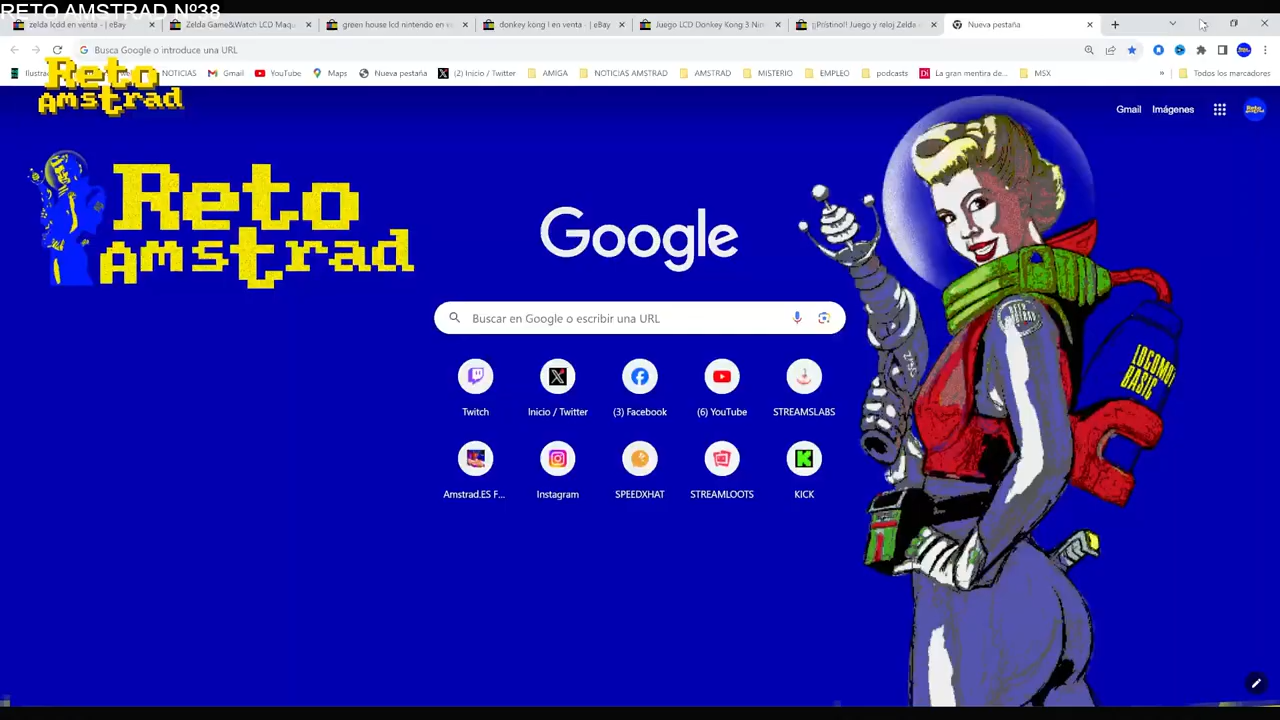 RETO AMSTRAD Nº38
zelda lcd en venta - | eBay
Zelda Game&Watch LCD Maq
green house lcd nintendo en v
donkey kong l en venta | eBay
Juego LCD Donkey Kong 3 Nin
¡¡Prístino!! Juego y reloj Zelda
Nueva pestaña
Busca Google o introduce una URL
NOTICIAS
Gmail
YouTube
Maps
Nueva pestaña
(2) Inicio / Twitter
AMIGA
NOTICIAS AMSTRAD
AMSTRAD
MISTERIO
EMPLEO
podcasts
La gran mentira de...
MSX
»
Todos los marcadores
Reto
Amstrad
Gmail
Imágenes
Reto
Amstrad
Google
Buscar en Google o escribir una URL
Twitch
Inicio / Twitter
(3) Facebook
(6) YouTube
STREAMSLABS
Amstrad.ES F...
Instagram
SPEEDXHAT
STREAMLOOTS
KICK
LOCOMOT
BASIC